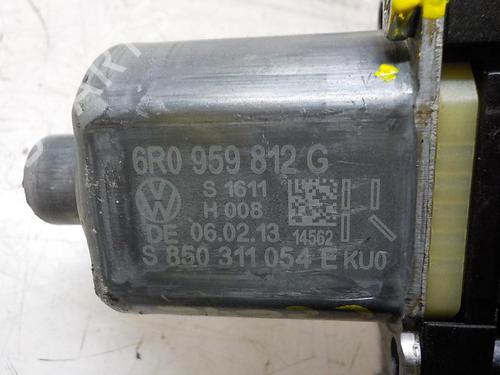 6R0 959 812 G
S 1611
H 008
DE 06.02.13 14562
S 850 311 054 E KU0